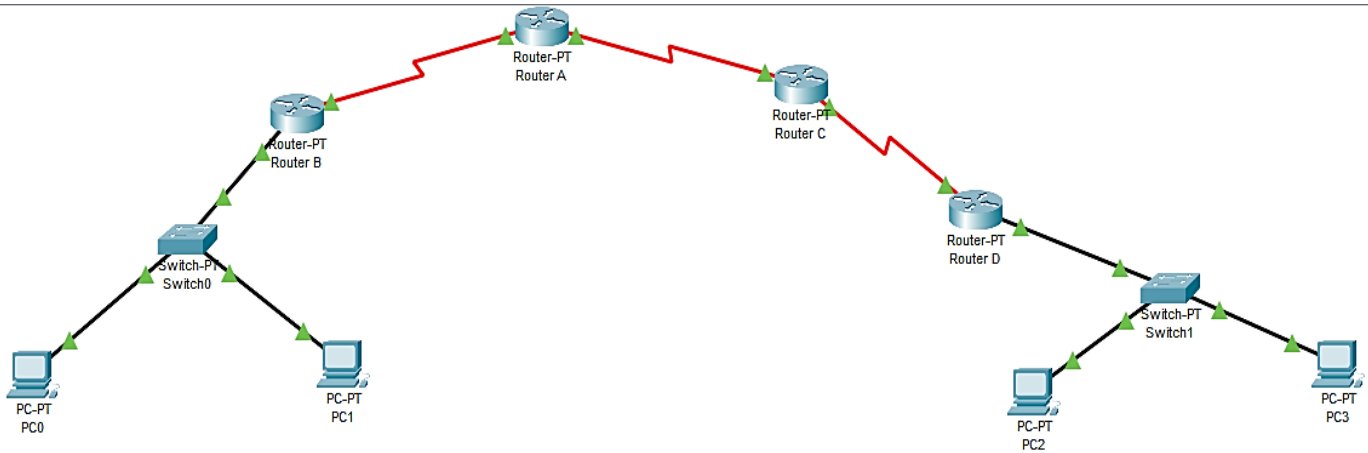 Router-PT
Router A
Router-PT
Router C
Router-PT
Router B
Router-PT
Router D
Switch-PT
Switch0
Switch-PT
Switch1
PC-PT
PC0
PC-PT
PC1
PC-PT
PC2
PC-PT
PC3